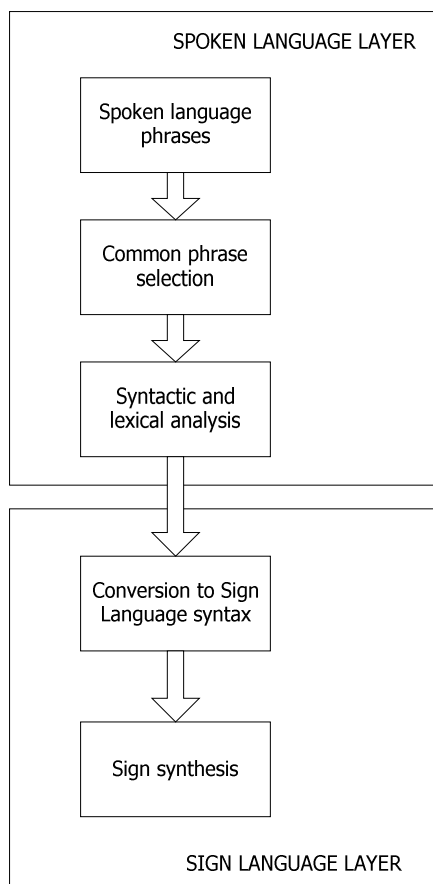 SPOKEN LANGUAGE LAYER
Spoken language
phrases
Common phrase
selection
Syntactic and
lexical analysis
Conversion to Sign
Language syntax
Sign synthesis
SIGN LANGUAGE LAYER